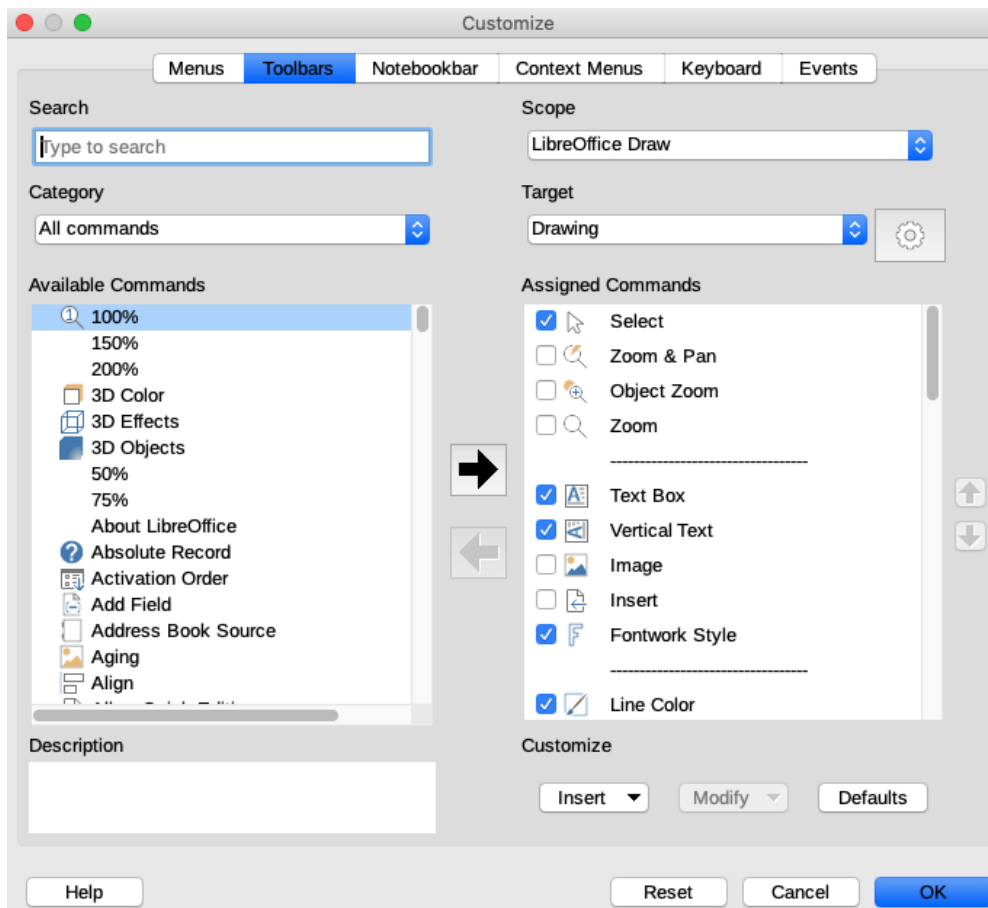 Customize
Menus Toolbars Notebookbar Context Menus Keyboard Events
Search
Type to search
Category
All commands
Available Commands
100%
150%
200%
3D Color
3D Effects
3D Objects
50%
75%
About LibreOffice
Absolute Record
Activation Order
Add Field
Address Book Source
Aging
Align
Description
Scope
LibreOffice Draw
Target
Drawing
Assigned Commands
Select
Zoom & Pan
Object Zoom
Zoom
----------------------------------
Text Box
Vertical Text
Image
Insert
Fontwork Style
----------------------------------
Line Color
Customize
Insert Modify Defaults
Help Reset Cancel OK